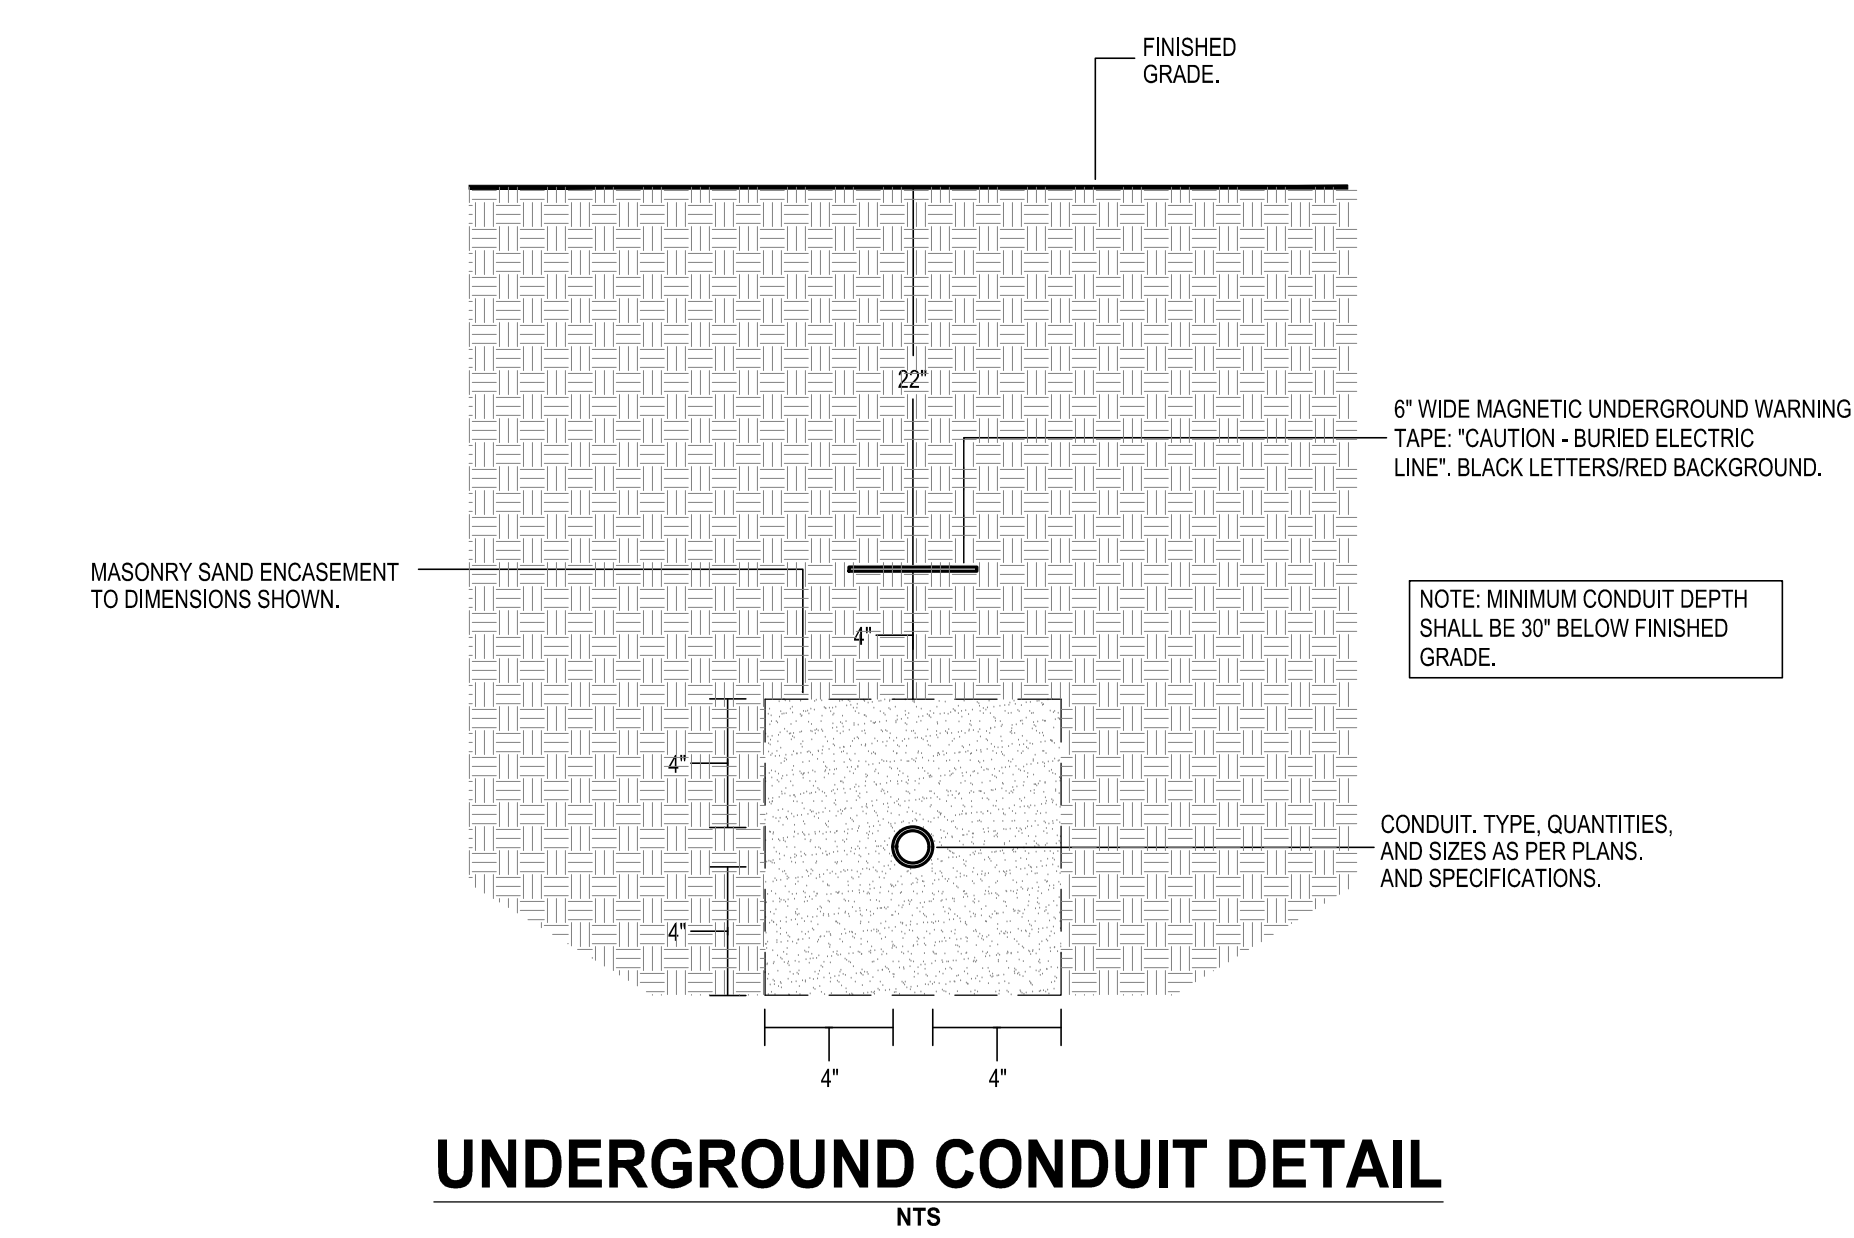 FINISHED
GRADE.
22"
6" WIDE MAGNETIC UNDERGROUND WARNING
TAPE: "CAUTION - BURIED ELECTRIC
LINE". BLACK LETTERS/RED BACKGROUND.
MASONRY SAND ENCASEMENT
TO DIMENSIONS SHOWN.
NOTE: MINIMUM CONDUIT DEPTH
SHALL BE 30" BELOW FINISHED
GRADE.
4"
4"
CONDUIT. TYPE, QUANTITIES,
AND SIZES AS PER PLANS.
AND SPECIFICATIONS.
4"
4"
4"
UNDERGROUND CONDUIT DETAIL
NTS